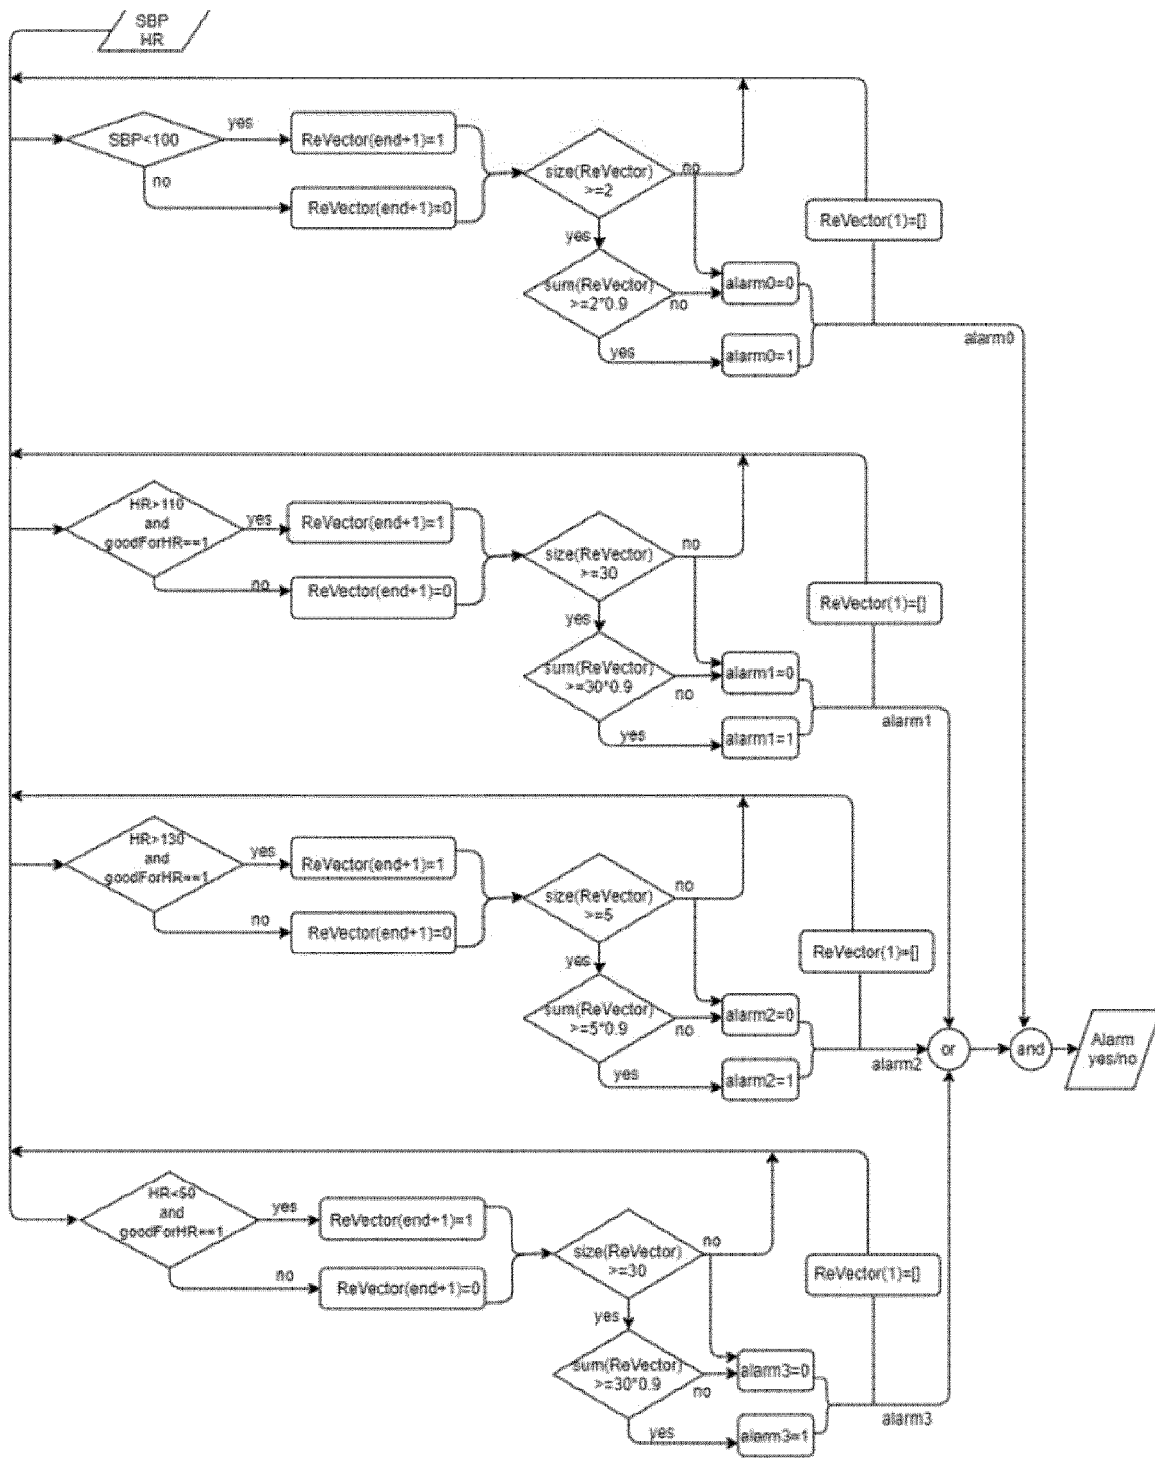 SBP
HR
SBP<100
yes
no
ReVector(end+1)=1
ReVector(end+1)=0
size(ReVector)
>=2
no
yes
sum(ReVector)
>=2*0.9
no
yes
alarm0=0
alarm0=1
ReVector(1)=[]
alarm0
HR>110
and
goodForHR==1
yes
no
ReVector(end+1)=1
ReVector(end+1)=0
size(ReVector)
>=30
no
yes
sum(ReVector)
>=30*0.9
no
yes
alarm1=0
alarm1=1
ReVector(1)=[]
alarm1
HR>130
and
goodForHR==1
yes
no
ReVector(end+1)=1
ReVector(end+1)=0
size(ReVector)
>=5
no
yes
sum(ReVector)
>=5*0.9
no
yes
alarm2=0
alarm2=1
ReVector(1)=[]
alarm2
or
and
Alarm
yes/no
HR<50
and
goodForHR==1
yes
no
ReVector(end+1)=1
ReVector(end+1)=0
size(ReVector)
>=30
no
yes
sum(ReVector)
>=30*0.9
no
yes
alarm3=0
alarm3=1
ReVector(1)=[]
alarm3